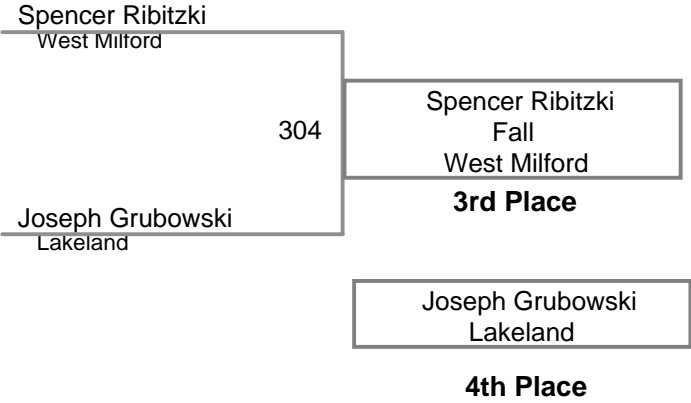 Spencer Ribitzki
West Milford
304
Spencer Ribitzki
Fall
West Milford
3rd Place
Joseph Grubowski
Lakeland
Joseph Grubowski
Lakeland
4th Place